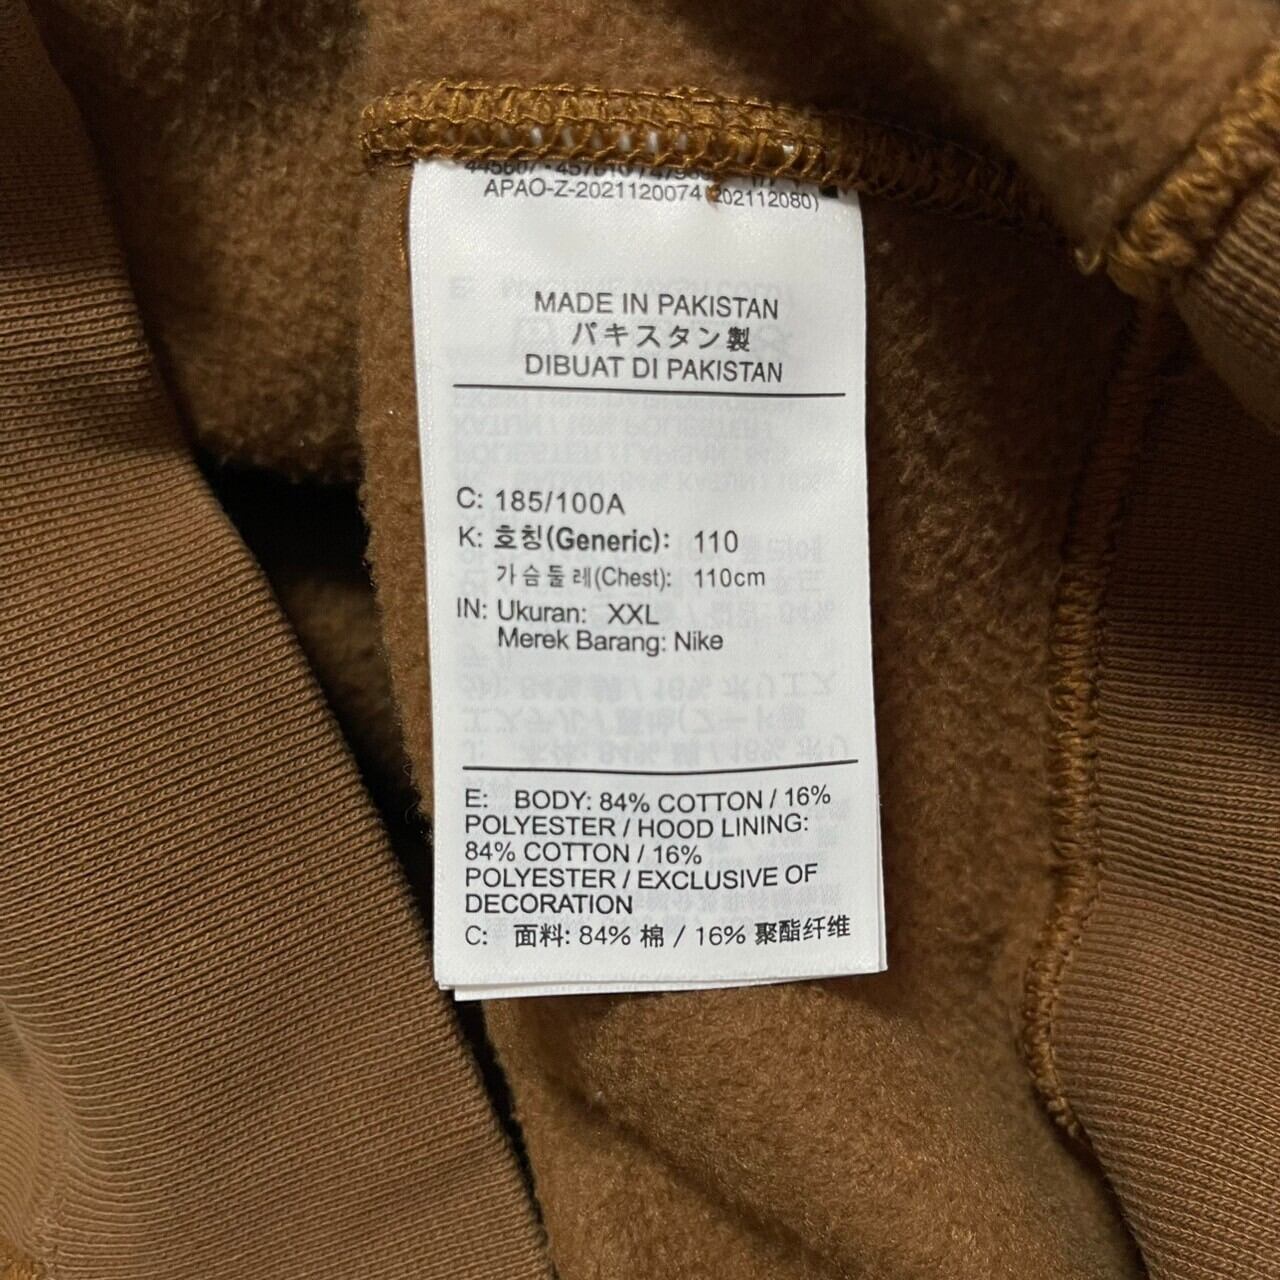 APAO-Z-2021120074 (202112080)
MADE IN PAKISTAN
パキスタン製
DIBUAT DI PAKISTAN
C: 185/100A
K: 호칭(Generic): 110
가슴둘레(Chest): 110cm
IN: Ukuran: XXL
Merek Barang: Nike
E: BODY: 84% COTTON / 16%
POLYESTER / HOOD LINING:
84% COTTON / 16%
POLYESTER / EXCLUSIVE OF
DECORATION
C: 面料: 84% 棉 / 16% 聚酯纤维